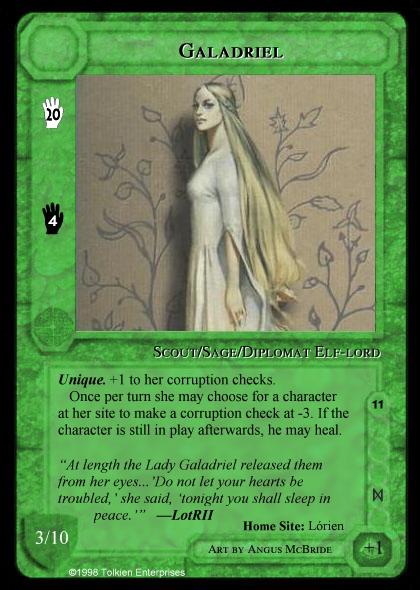 GALADRIEL
20
4
SCOUT/SAGE/DIPLOMAT ELF-LORD
Unique. +1 to her corruption checks.
Once per turn she may choose for a character
at her site to make a corruption check at -3. If the
character is still in play afterwards, he may heal.
11
“At length the Lady Galadriel released them
from her eyes...’Do not let your hearts be
troubled,’ she said, ‘tonight you shall sleep in
peace.’” —LotRII
Home Site: Lórien
3/10
ART BY ANGUS MCBRIDE
+1
©1998 Tolkien Enterprises